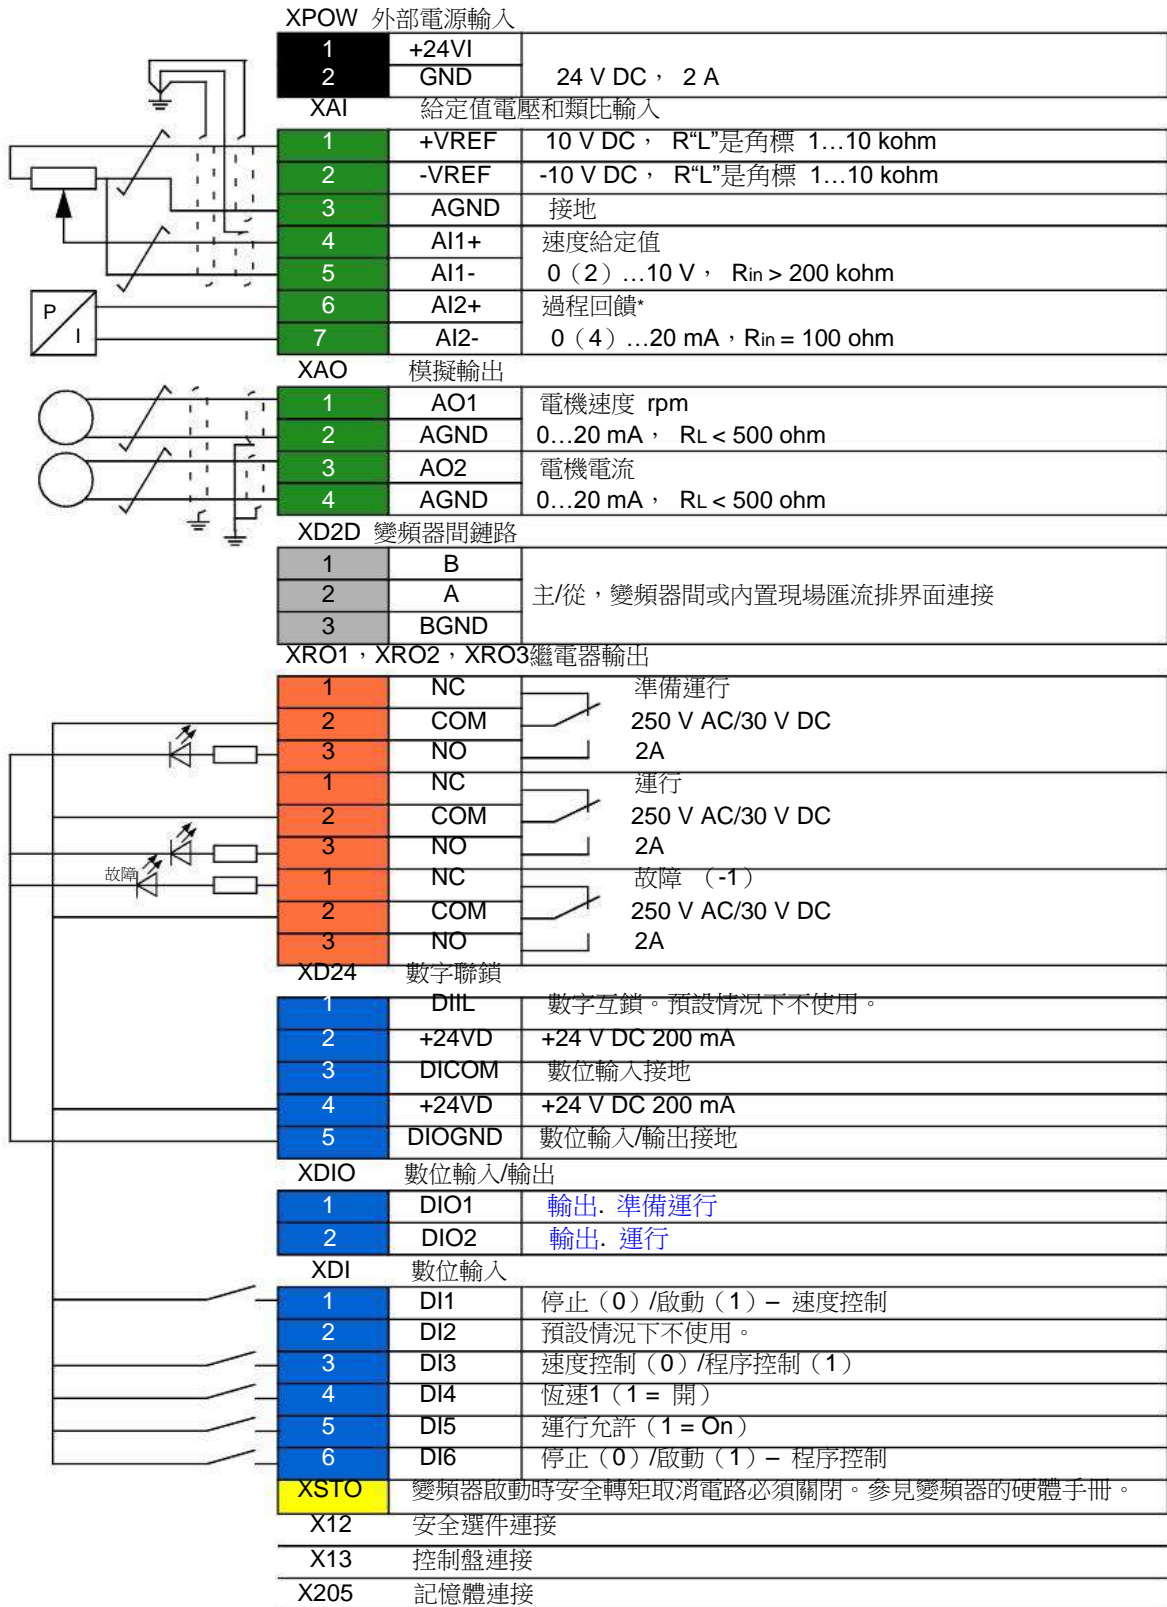 XPOW 外部電源輸入
1 +24VI
2 GND 24 V DC, 2 A
XAI 給定值電壓和類比輸入
1 +VREF 10 V DC, R“L”是角標 1…10 kohm
2 -VREF -10 V DC, R“L”是角標 1…10 kohm
3 AGND 接地
4 AI1+ 速度給定值
5 AI1- 0（2）…10 V, Rin > 200 kohm
6 AI2+ 過程回饋*
7 AI2- 0（4）…20 mA, Rin = 100 ohm
P
I
XAO 模擬輸出
1 AO1 電機速度 rpm
2 AGND 0…20 mA, RL < 500 ohm
3 AO2 電機電流
4 AGND 0…20 mA, RL < 500 ohm
XD2D 變頻器間鏈路
1 B
2 A 主/從，變頻器間或內置現場匯流排界面連接
3 BGND
XRO1，XRO2，XRO3繼電器輸出
1 NC 準備運行
2 COM 250 V AC/30 V DC
3 NO 2A
1 NC 運行
2 COM 250 V AC/30 V DC
3 NO 2A
故障 1 NC 故障 （-1）
2 COM 250 V AC/30 V DC
3 NO 2A
XD24 數字聯鎖
1 DIIL 數字互鎖。預設情況下不使用。
2 +24VD +24 V DC 200 mA
3 DICOM 數位輸入接地
4 +24VD +24 V DC 200 mA
5 DIOGND 數位輸入/輸出接地
XDIO 數位輸入/輸出
1 DIO1 輸出. 準備運行
2 DIO2 輸出. 運行
XDI 數位輸入
1 DI1 停止（0）/啟動（1）– 速度控制
2 DI2 預設情況下不使用。
3 DI3 速度控制（0）/程序控制（1）
4 DI4 恆速1（1 = 開）
5 DI5 運行允許（1 = On）
6 DI6 停止（0）/啟動（1）– 程序控制
XSTO 變頻器啟動時安全轉矩取消電路必須關閉。參見變頻器的硬體手冊。
X12 安全選件連接
X13 控制盤連接
X205 記憶體連接